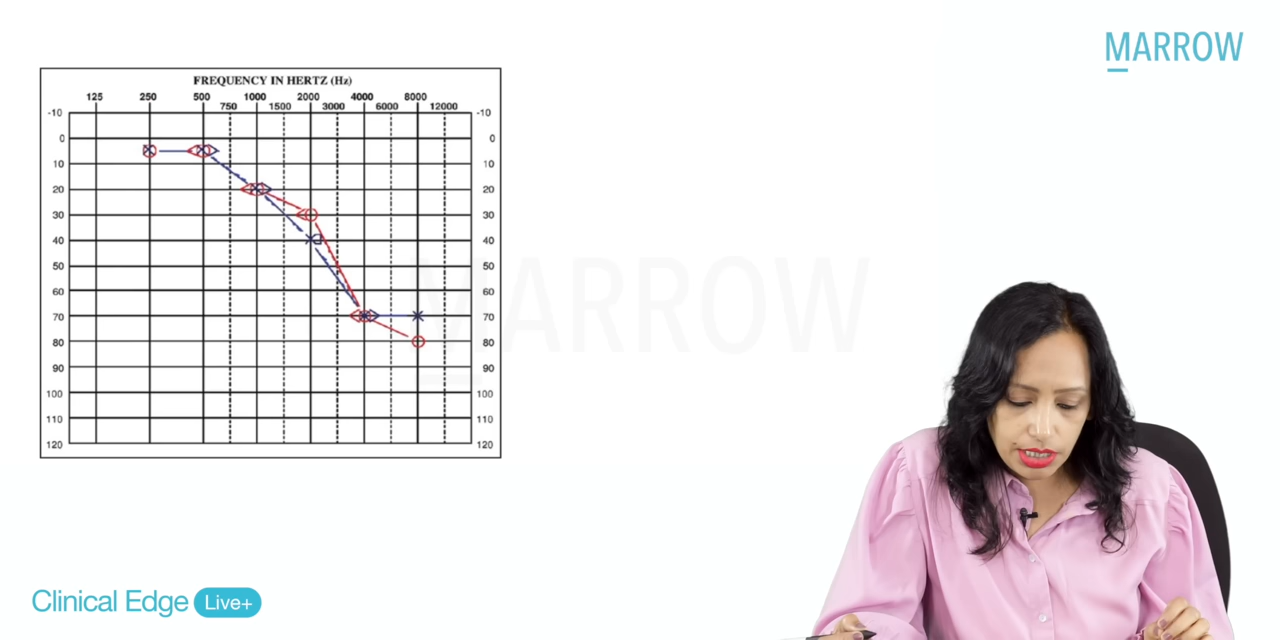 MARROW
FREQUENCY IN HERTZ (Hz)
125 250 500 1000 2000 4000 8000
750 1500 3000 6000 12000
-10 -10
0 0
10 10
20 20
30 30
40 40
50 50
60 60
70 70
80 80
90 90
100 100
110 110
120 120
MARROW
Clinical Edge Live+